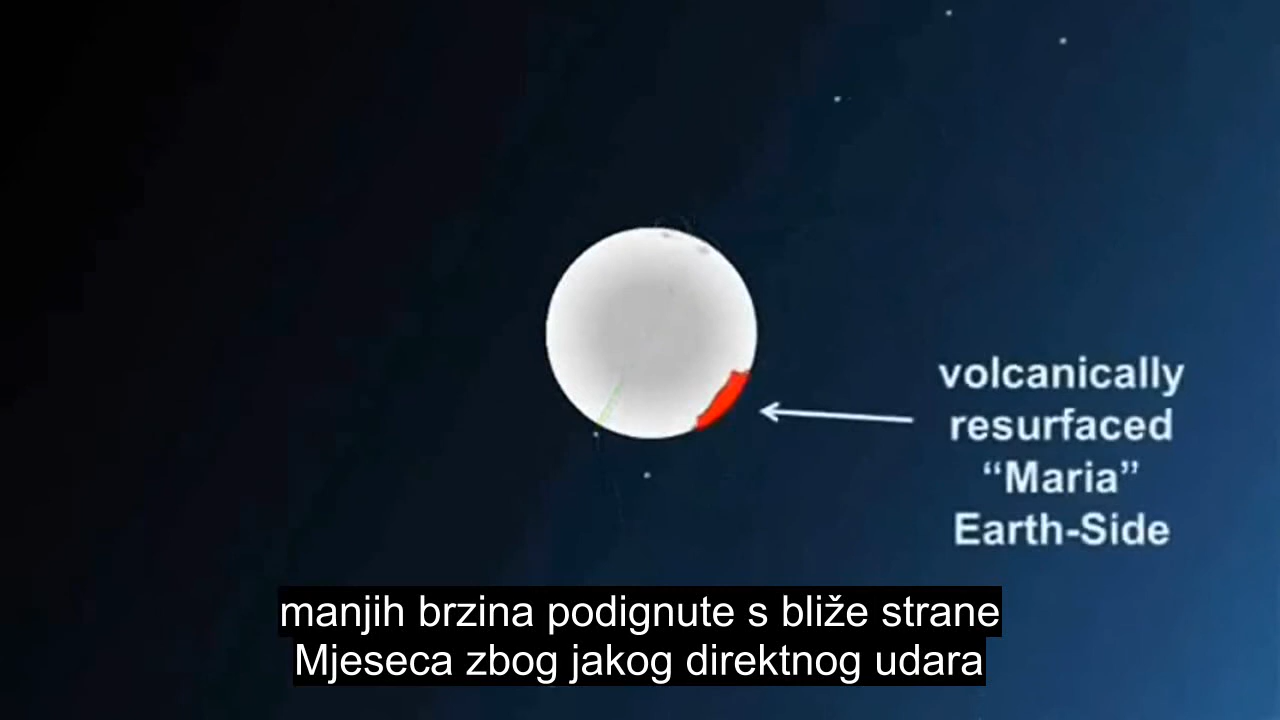 volcanically
resurfaced
“Maria”
Earth-Side
manjih brzina podignute s bliže strane
Mjeseca zbog jakog direktnog udara